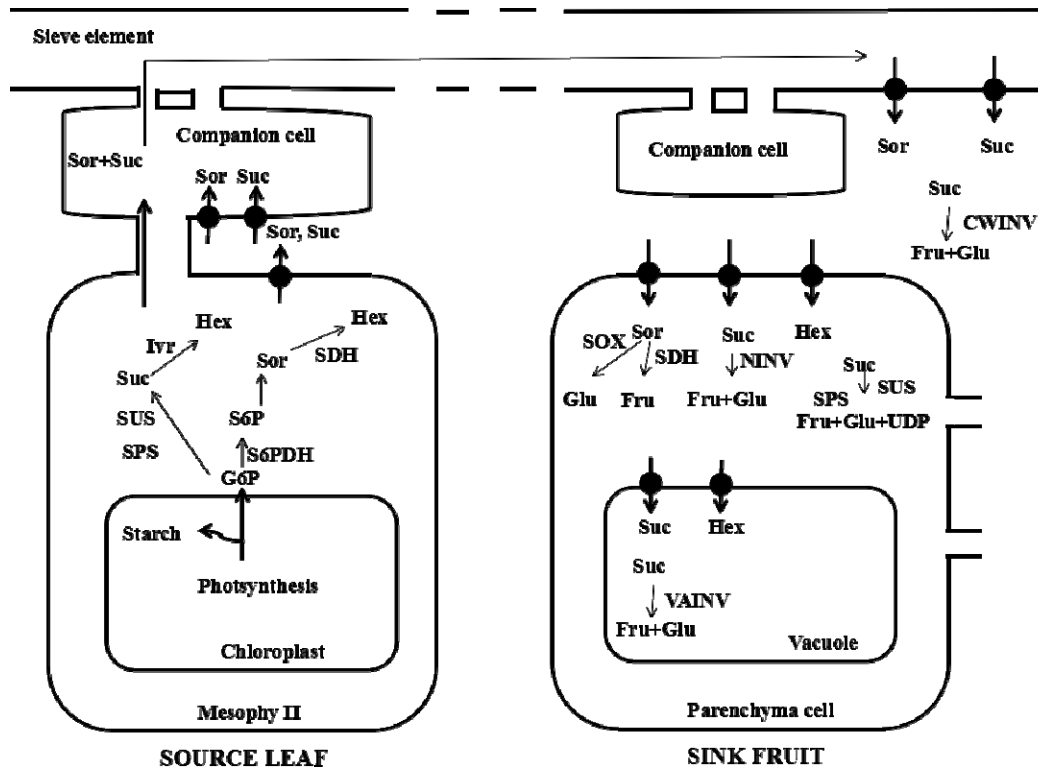 Sieve element
Companion cell
Sor+Suc
Sor Suc
Sor, Suc
Hex
Ivr
Suc
SUS
SPS
Hex
SDH
Sor
S6P
S6PDH
G6P
Starch
Photsynthesis
Chloroplast
Mesophy II
SOURCE LEAF
Companion cell
Sor Suc
Suc
CWINV
Fru+Glu
Sor
SOX
SDH
Glu Fru
Suc
NINV
Fru+Glu
Hex
Suc
SPS SUS
Fru+Glu+UDP
Suc Hex
Suc
VAINV
Fru+Glu
Vacuole
Parenchyma cell
SINK FRUIT